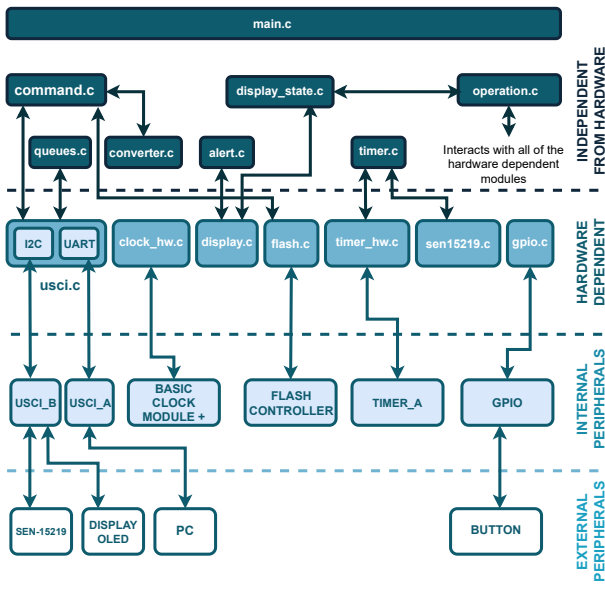 main.c
command.c
display_state.c
operation.c
queues.c
converter.c
alert.c
timer.c
Interacts with all of the
hardware dependent
modules
INDEPENDENT
FROM HARDWARE
I2C
UART
usci.c
clock_hw.c
display.c
flash.c
timer_hw.c
sen15219.c
gpio.c
HARDWARE
DEPENDENT
USCI_B
USCI_A
BASIC
CLOCK
MODULE +
FLASH
CONTROLLER
TIMER_A
GPIO
INTERNAL
PERIPHERALS
SEN-15219
DISPLAY
OLED
PC
BUTTON
EXTERNAL
PERIPHERALS